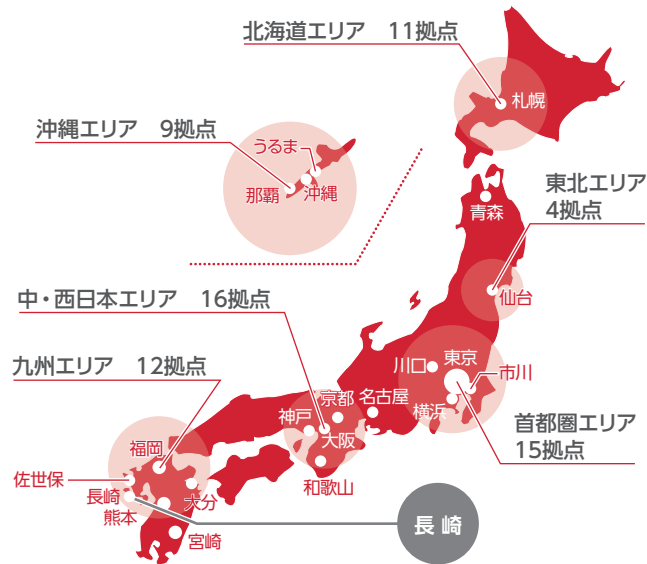 北海道エリア 11拠点
札幌
沖縄エリア 9拠点
うるま
那覇
沖縄
東北エリア
4拠点
青森
仙台
中・西日本エリア 16拠点
九州エリア 12拠点
川口
東京
市川
横浜
首都圏エリア
15拠点
京都
名古屋
神戸
大阪
和歌山
福岡
佐世保
長崎
熊本
大分
宮崎
長崎